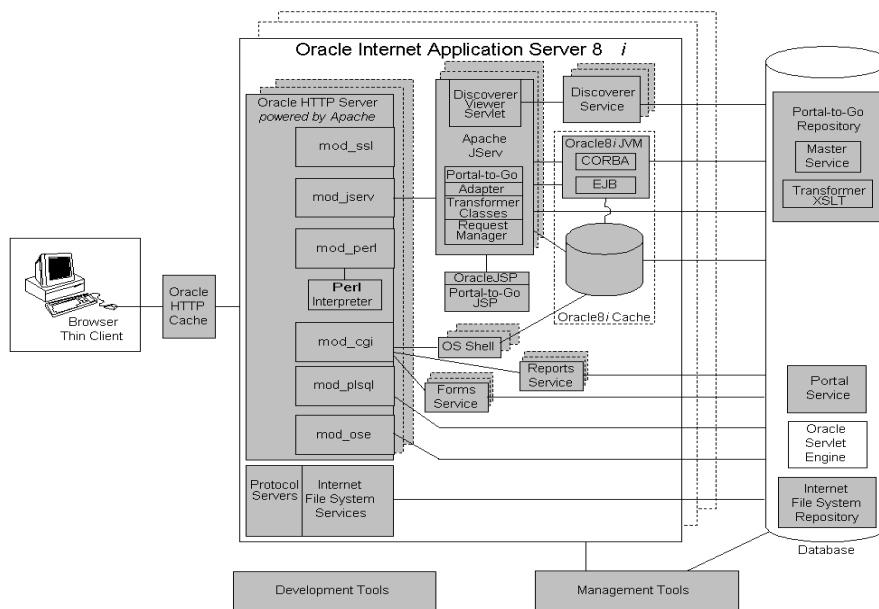 Oracle Internet Application Server 8 i
Oracle HTTP Server
powered by Apache
mod_ssl
mod_jserv
mod_perl
Perl
Interpreter
mod_cgi
mod_plsql
mod_ose
Protocol
Servers
Internet
File System
Services
Discoverer
Viewer
Servlet
Apache
JServ
Portal-to-Go
Adapter
Transformer
Classes
Request
Manager
OracleJSP
Portal-to-Go
JSP
OS Shell
Forms
Service
Reports
Service
Discoverer
Service
Oracle8i JVM
CORBA
EJB
Oracle8i Cache
Browser
Thin Client
Oracle
HTTP
Cache
Portal-to-Go
Repository
Master
Service
Transformer
XSLT
Portal
Service
Oracle
Servlet
Engine
Internet
File System
Repository
Database
Development Tools
Management Tools